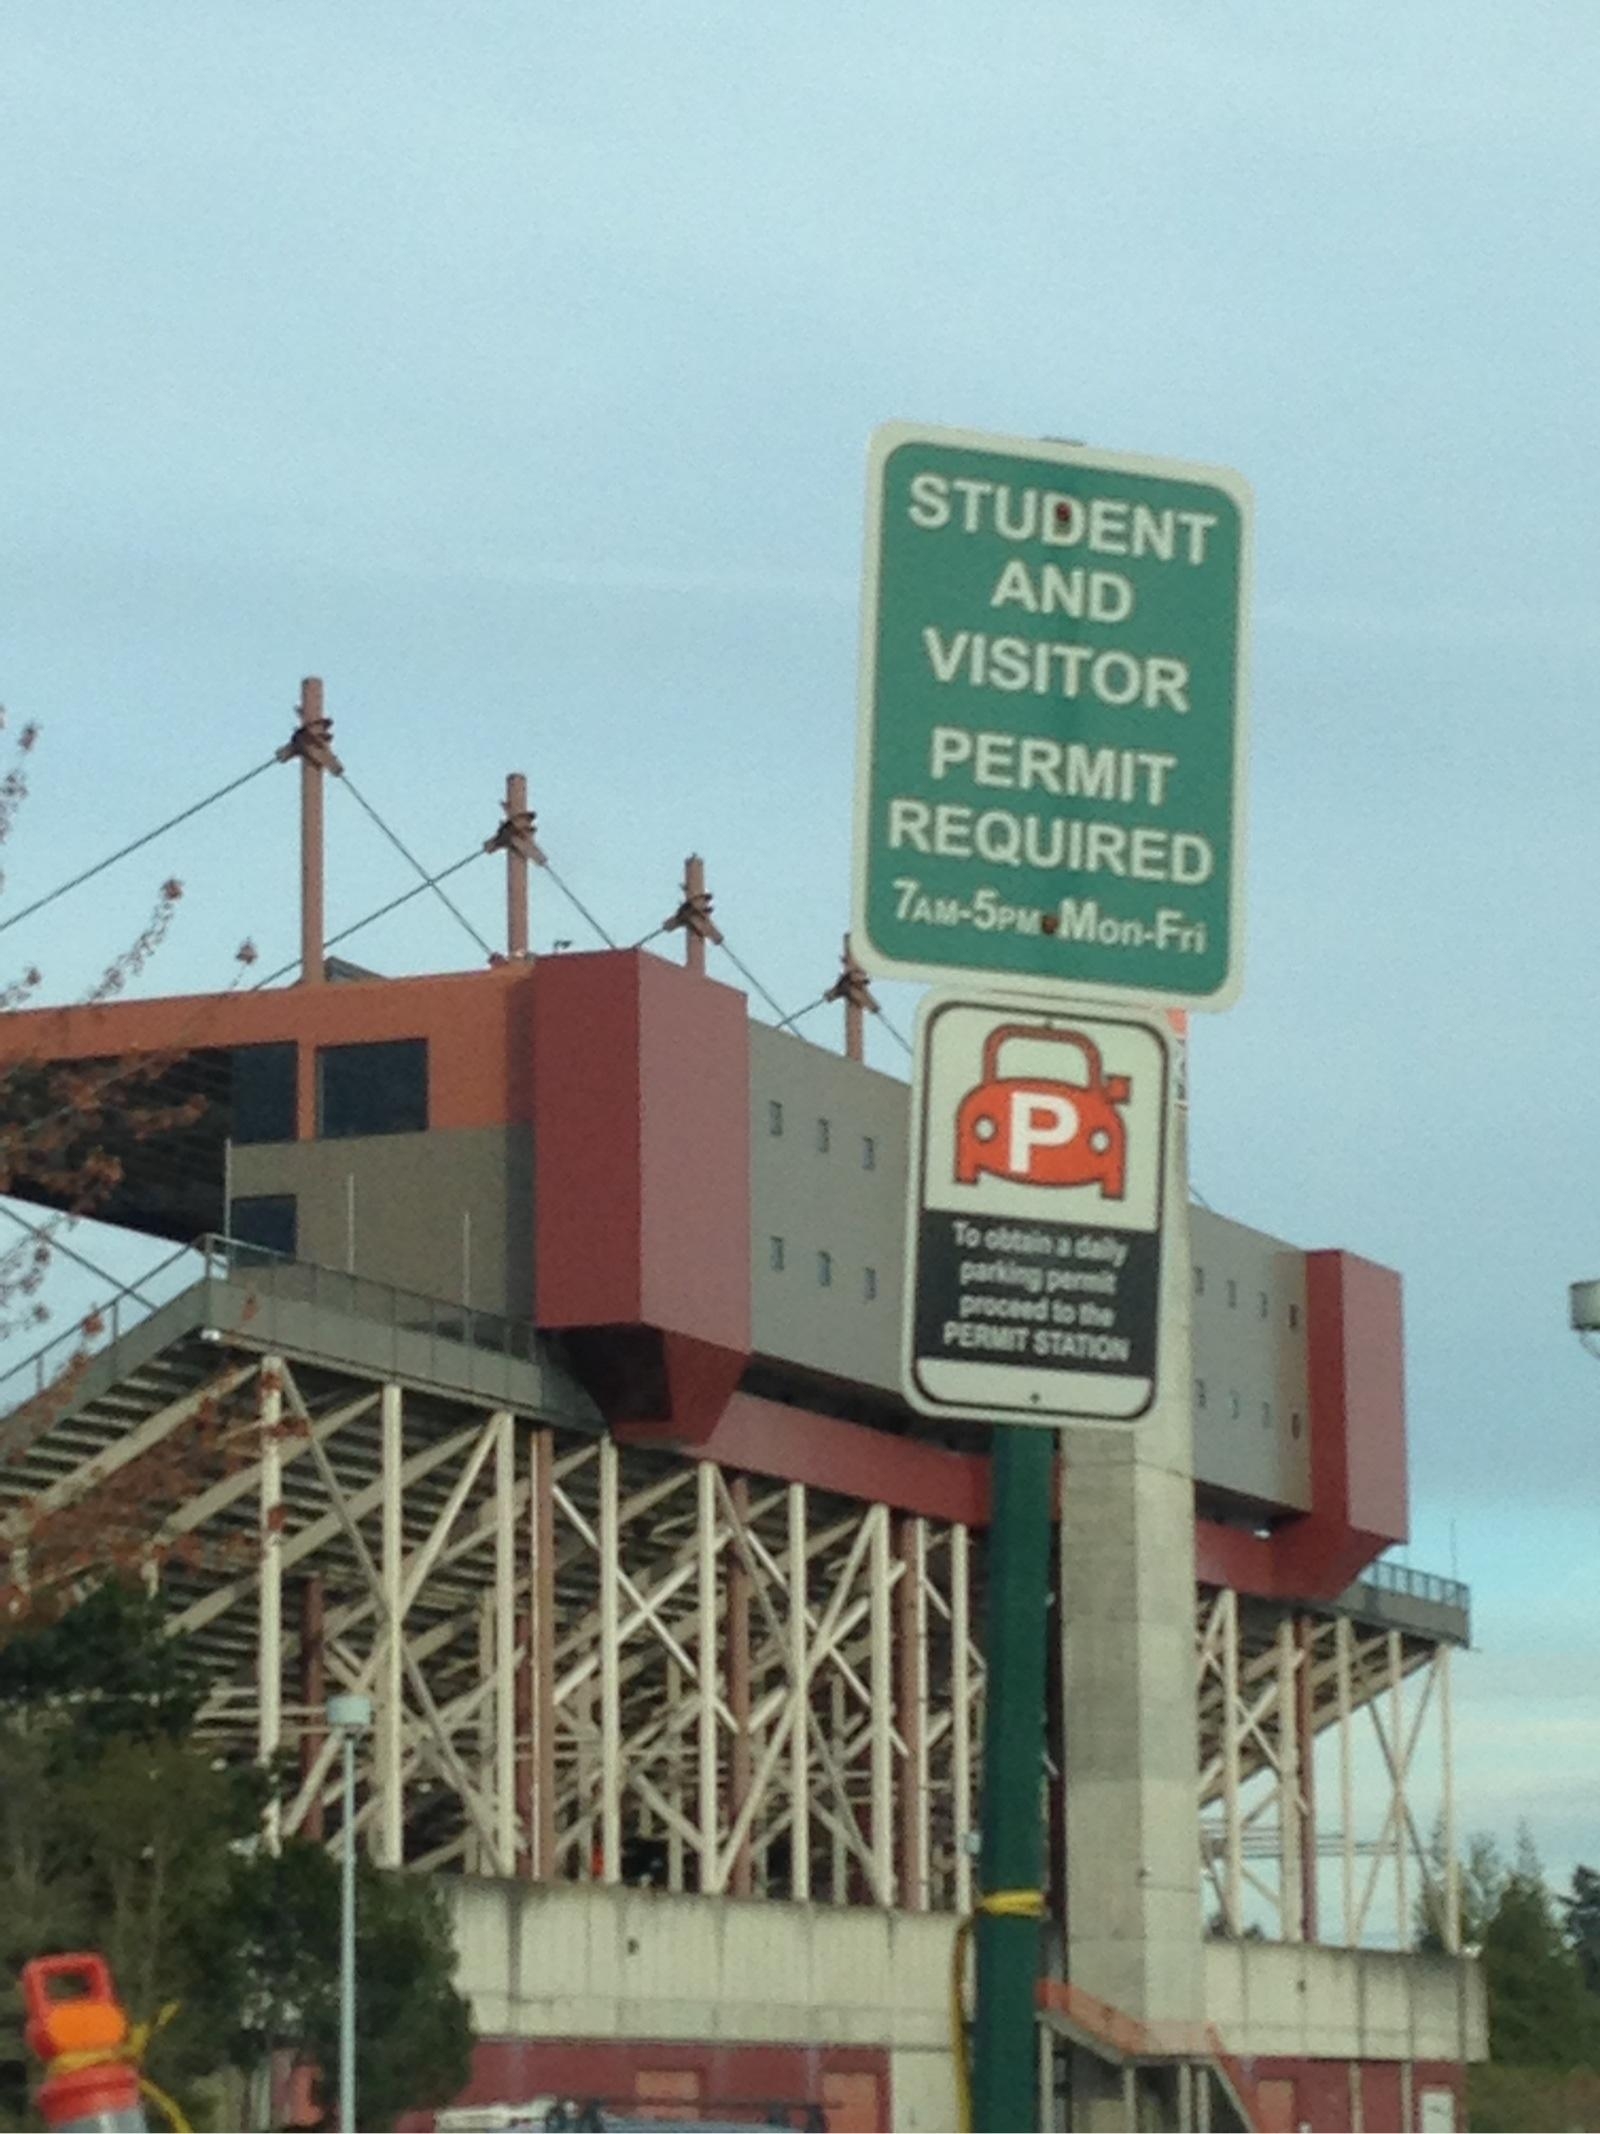 STUDENT
AND
VISITOR
PERMIT
REQUIRED
7AM-5PM Mon-Fri
P
To obtain a daily
parking permit
proceed to the
PERMIT STATION